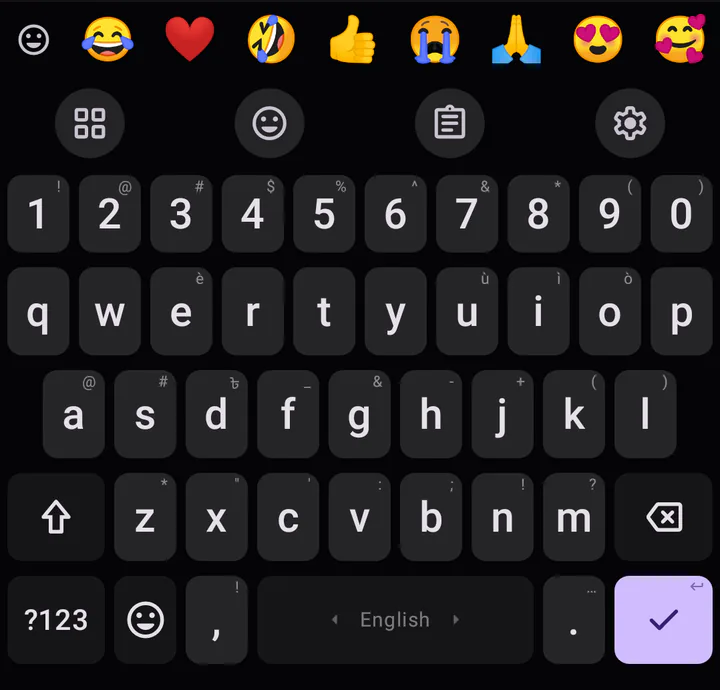 ! @ # $ % ^ & * ( )
1 2 3 4 5 6 7 8 9 0
è ù ì ò
q w e r t y u i o p
@ # ъ _ & - + ( )
a s d f g h j k l
* " ' : ; ! ?
z x c v b n m
! …
?123 , English .